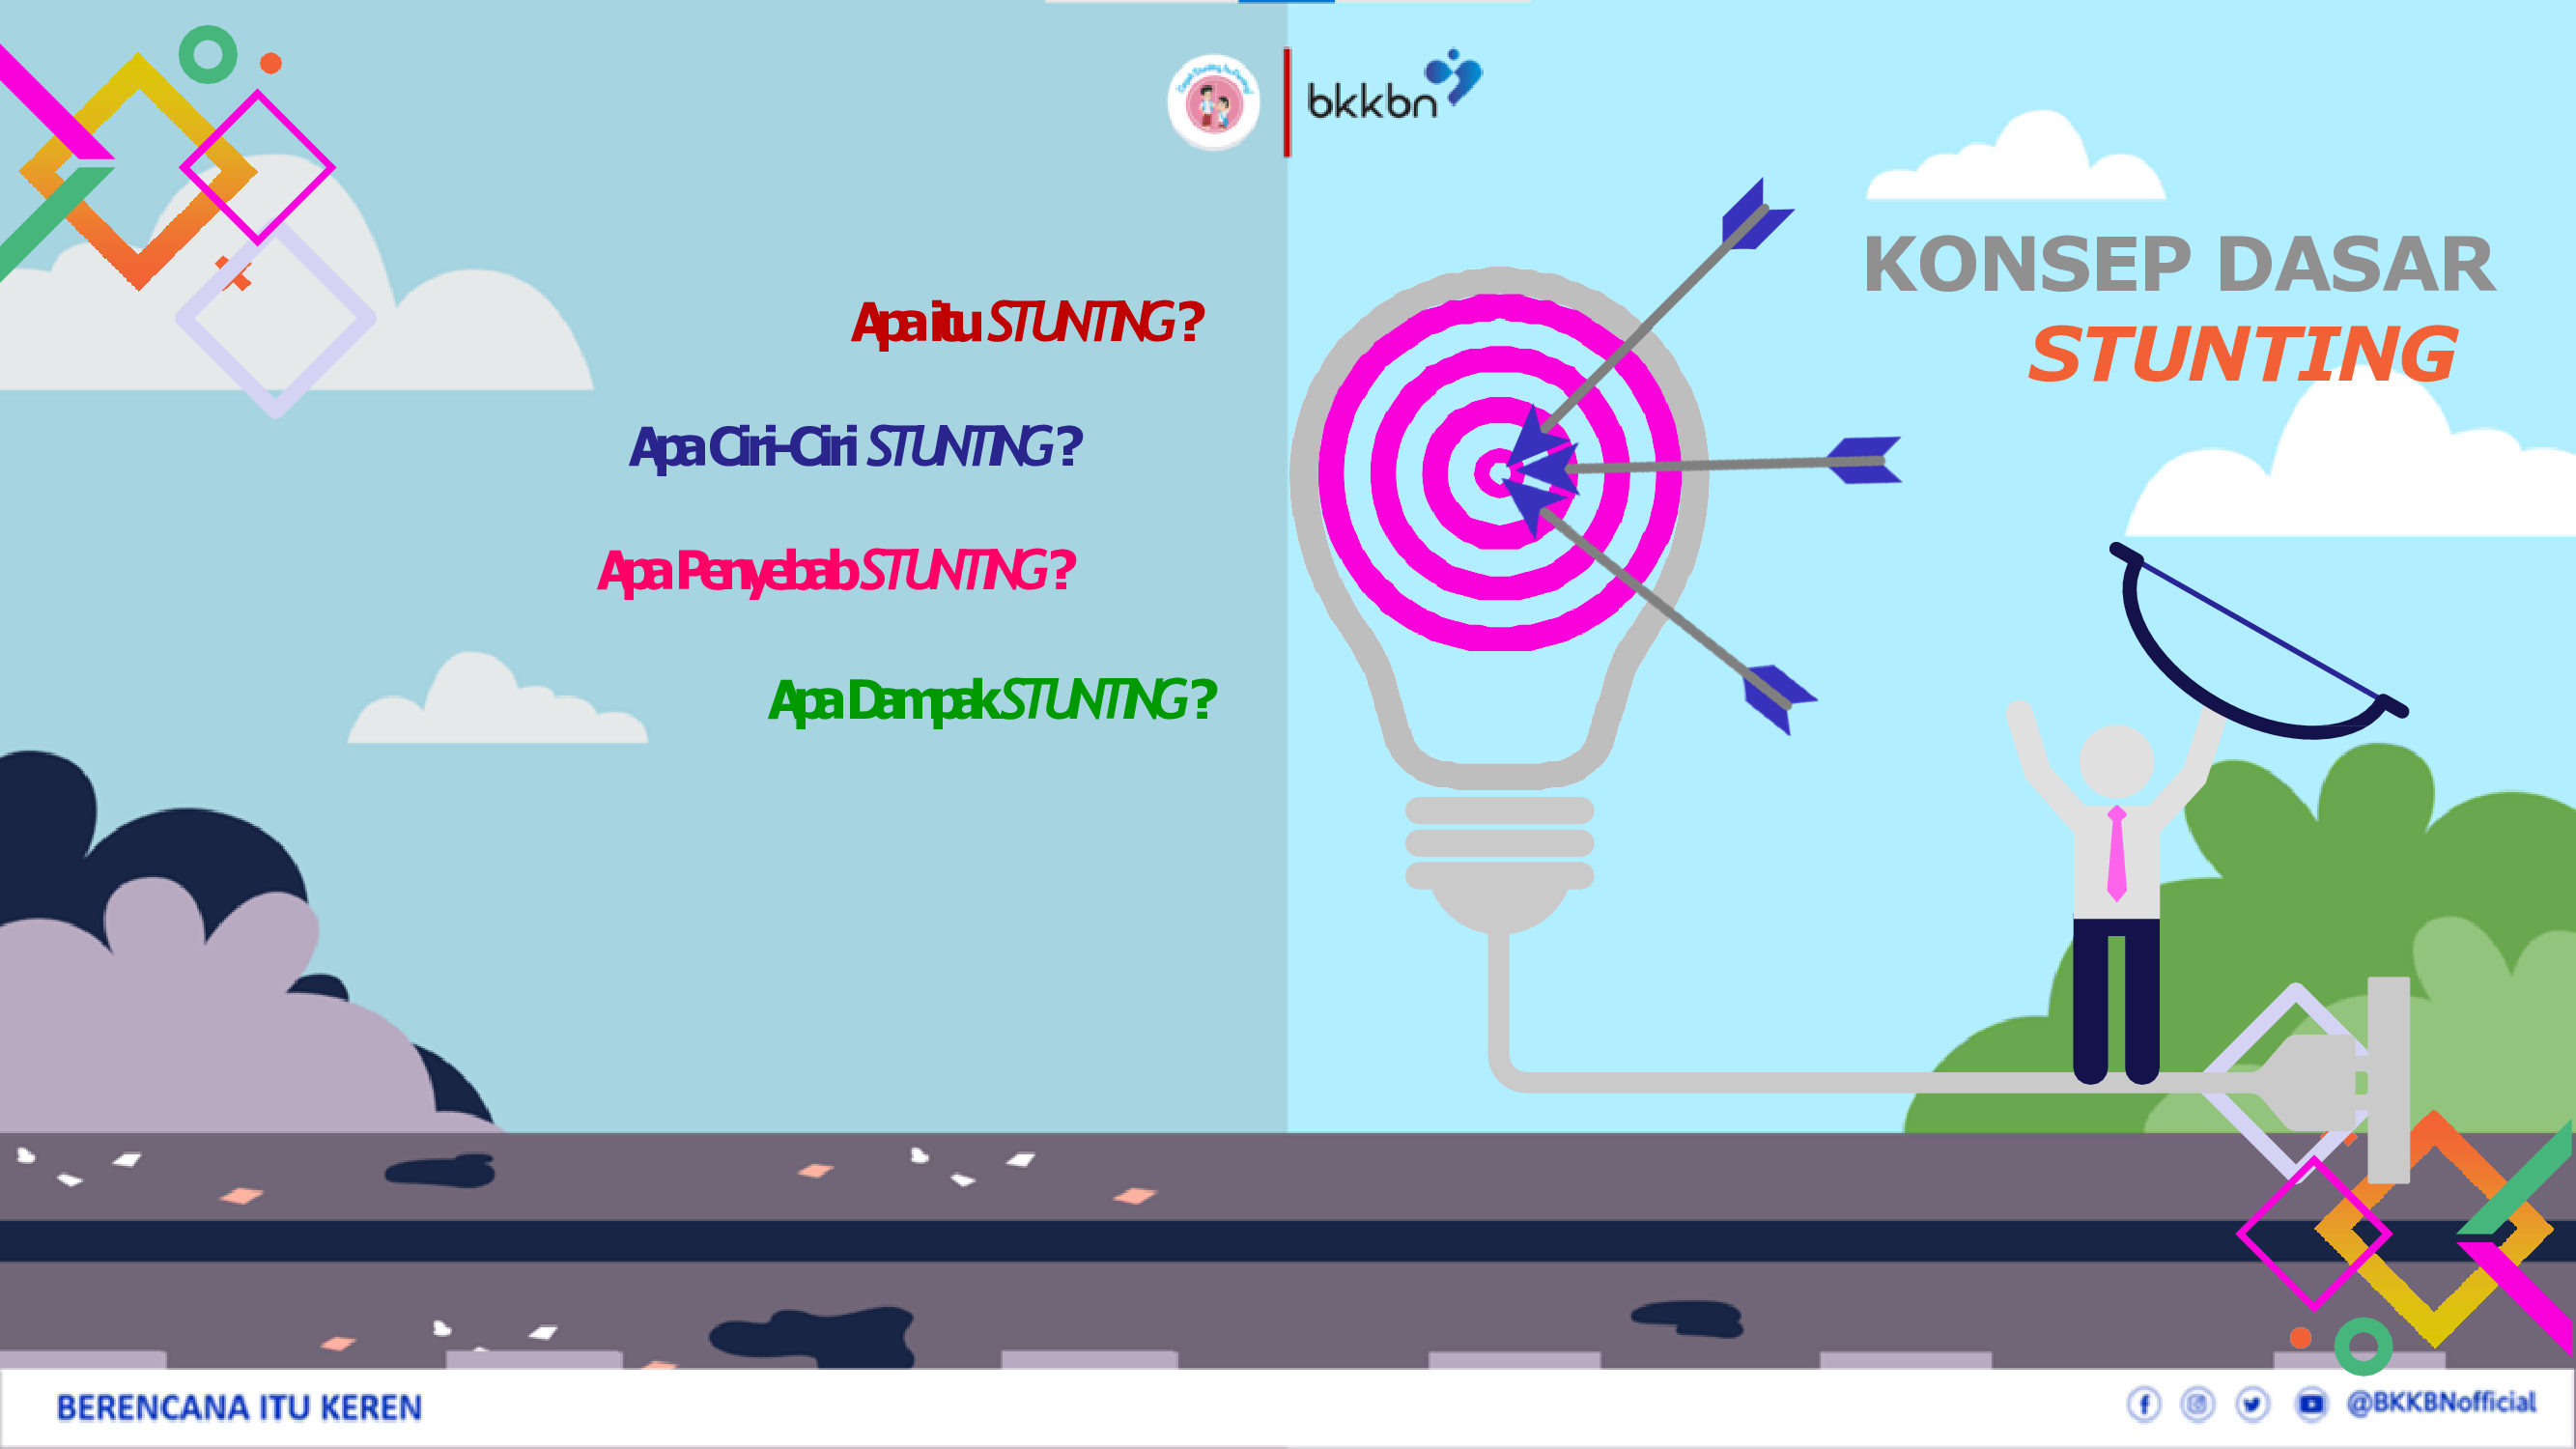 bkkbn
KONSEP DASAR
STUNTING
Apa itu STUNTING?
Apa Ciri-Ciri STUNTING?
Apa Penyebab STUNTING?
Apa Dampak STUNTING?
BERENCANA ITU KEREN
@BKKBNofficial